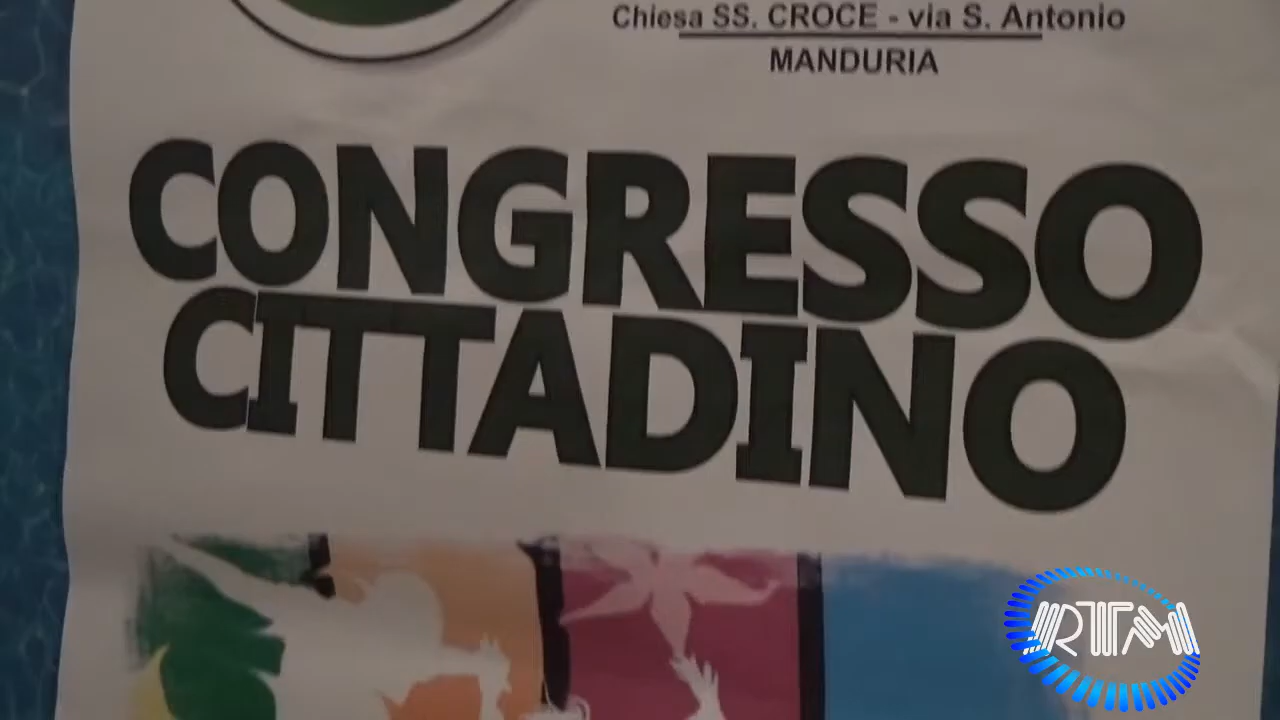 Chiesa SS. CROCE - via S. Antonio
MANDURIA
CONGRESSO
CITTADINO
RTM